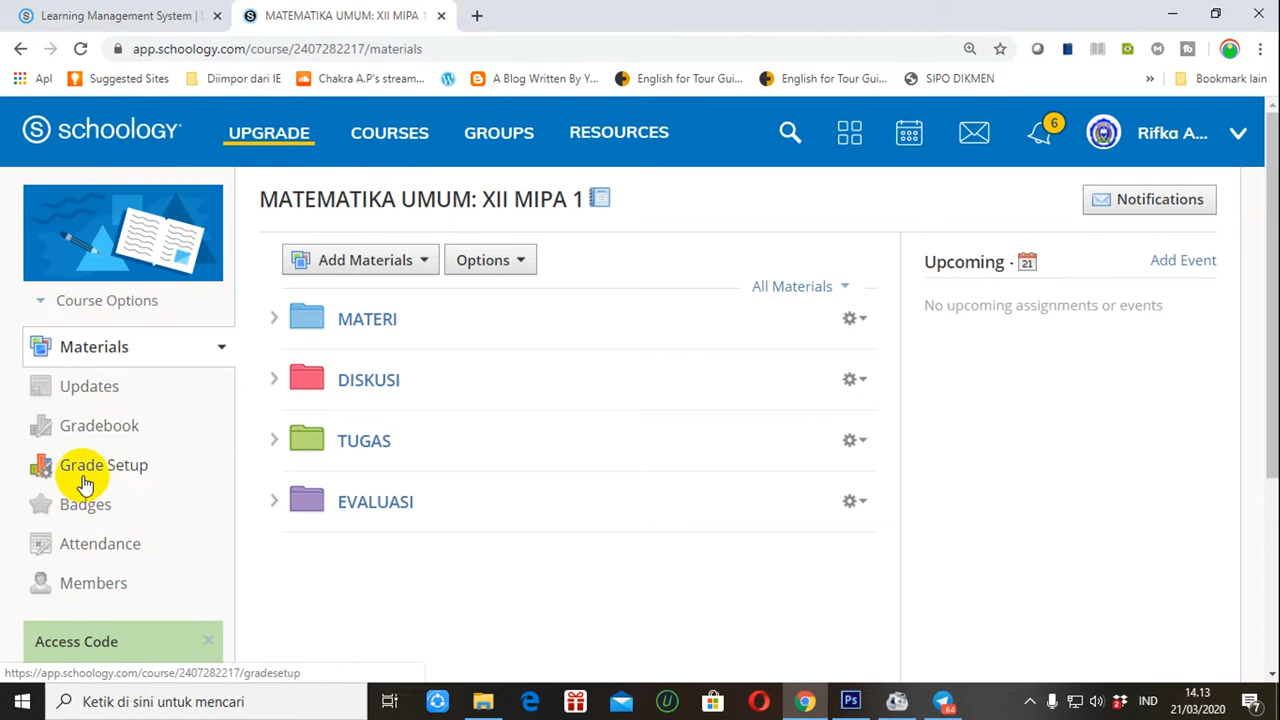 Learning Management System |
MATEMATIKA UMUM: XII MIPA 1
app.schoology.com/course/2407282217/materials
Apl
Suggested Sites
Diimpor dari IE
Chakra A.P's stream...
A Blog Written By Y...
English for Tour Gui...
English for Tour Gui...
SIPO DIKMEN
»
Bookmark lain
S schoology
UPGRADE
COURSES
GROUPS
RESOURCES
6
Rifka A...
MATEMATIKA UMUM: XII MIPA 1
Notifications
Course Options
Materials
Updates
Gradebook
Grade Setup
Badges
Attendance
Members
Access Code
Add Materials
Options
All Materials
MATERI
DISKUSI
TUGAS
EVALUASI
Upcoming · 21
Add Event
No upcoming assignments or events
https://app.schoology.com/course/2407282217/gradesetup
Ketik di sini untuk mencari
Ps
IND
14.13
21/03/2020
7